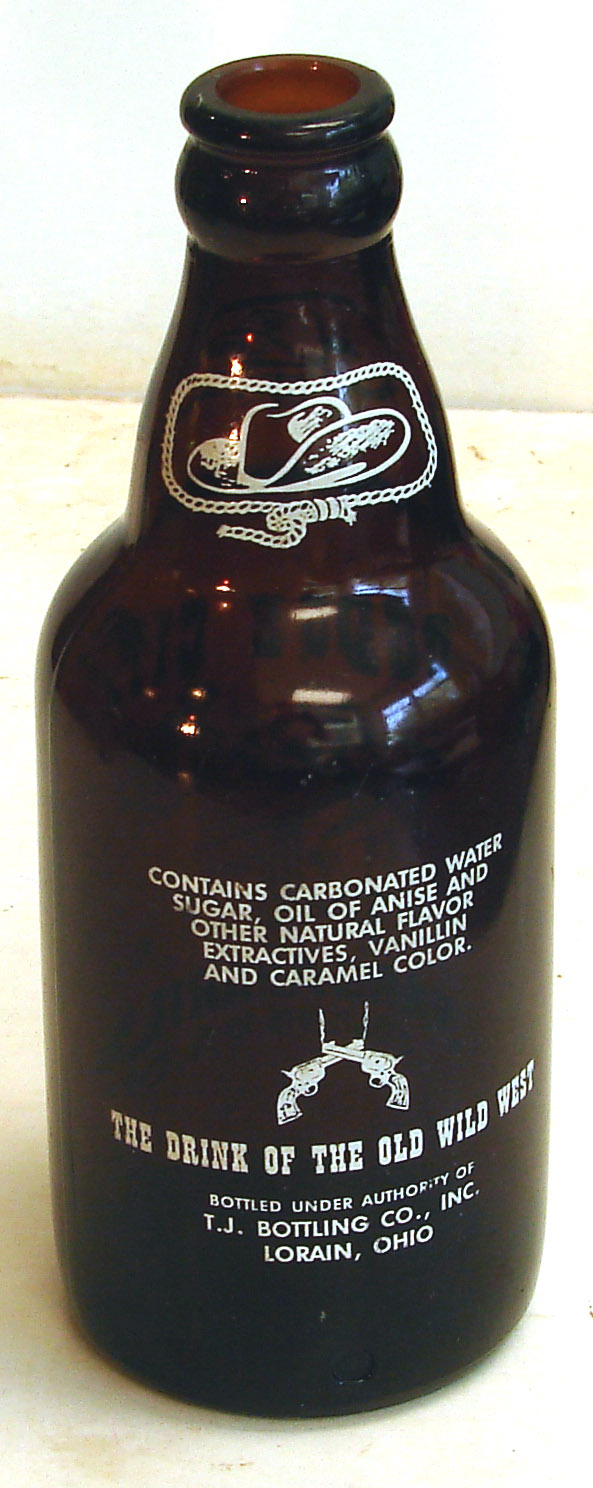 CONTAINS CARBONATED WATER
SUGAR, OIL OF ANISE AND
OTHER NATURAL FLAVOR
EXTRACTIVES, VANILLIN
AND CARAMEL COLOR.
THE DRINK OF THE OLD WILD WEST
BOTTLED UNDER AUTHORITY OF
T.J. BOTTLING CO., INC.
LORAIN, OHIO